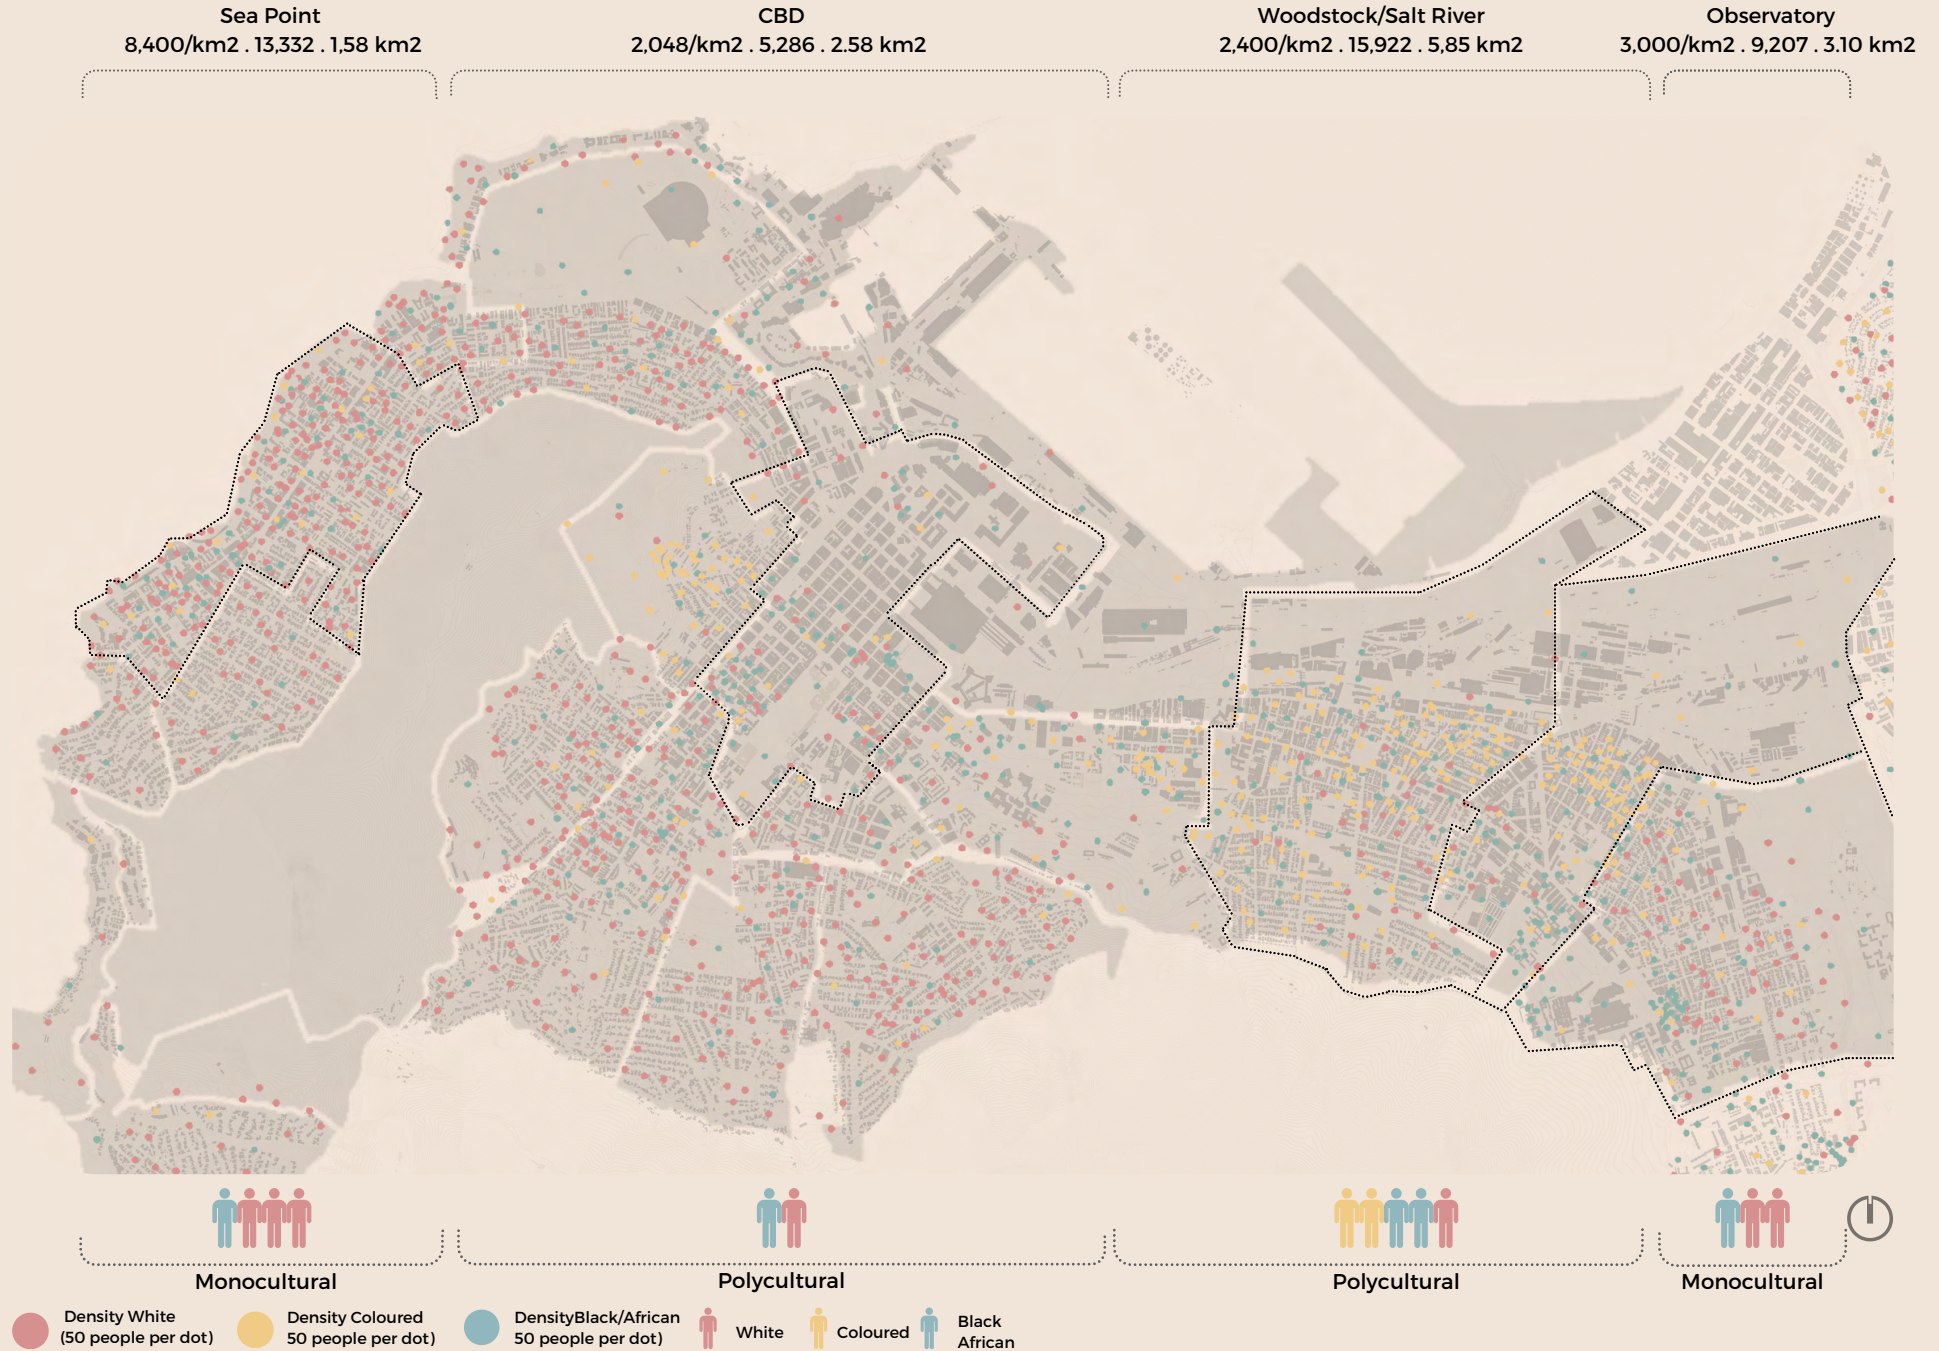 Sea Point
8,400/km2 . 13,332 . 1,58 km2
CBD
2,048/km2 . 5,286 . 2.58 km2
Woodstock/Salt River
2,400/km2 . 15,922 . 5,85 km2
Observatory
3,000/km2 . 9,207 . 3.10 km2
Monocultural
Polycultural
Polycultural
Monocultural
Density White
(50 people per dot)
Density Coloured
50 people per dot)
DensityBlack/African
50 people per dot)
White
Coloured
Black
African